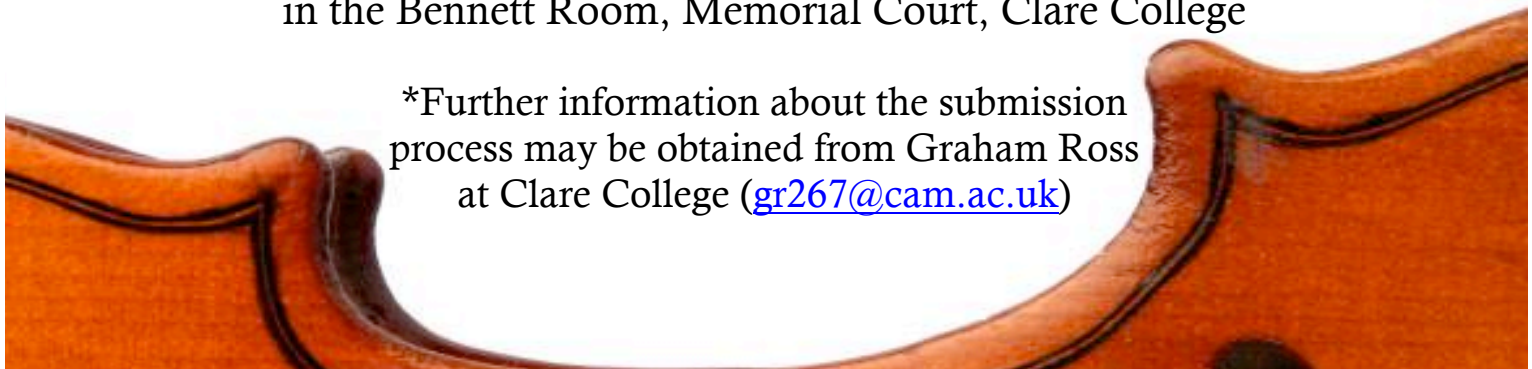 in the Bennett Room, Memorial Court, Clare College
*Further information about the submission
process may be obtained from Graham Ross
at Clare College (gr267@cam.ac.uk)